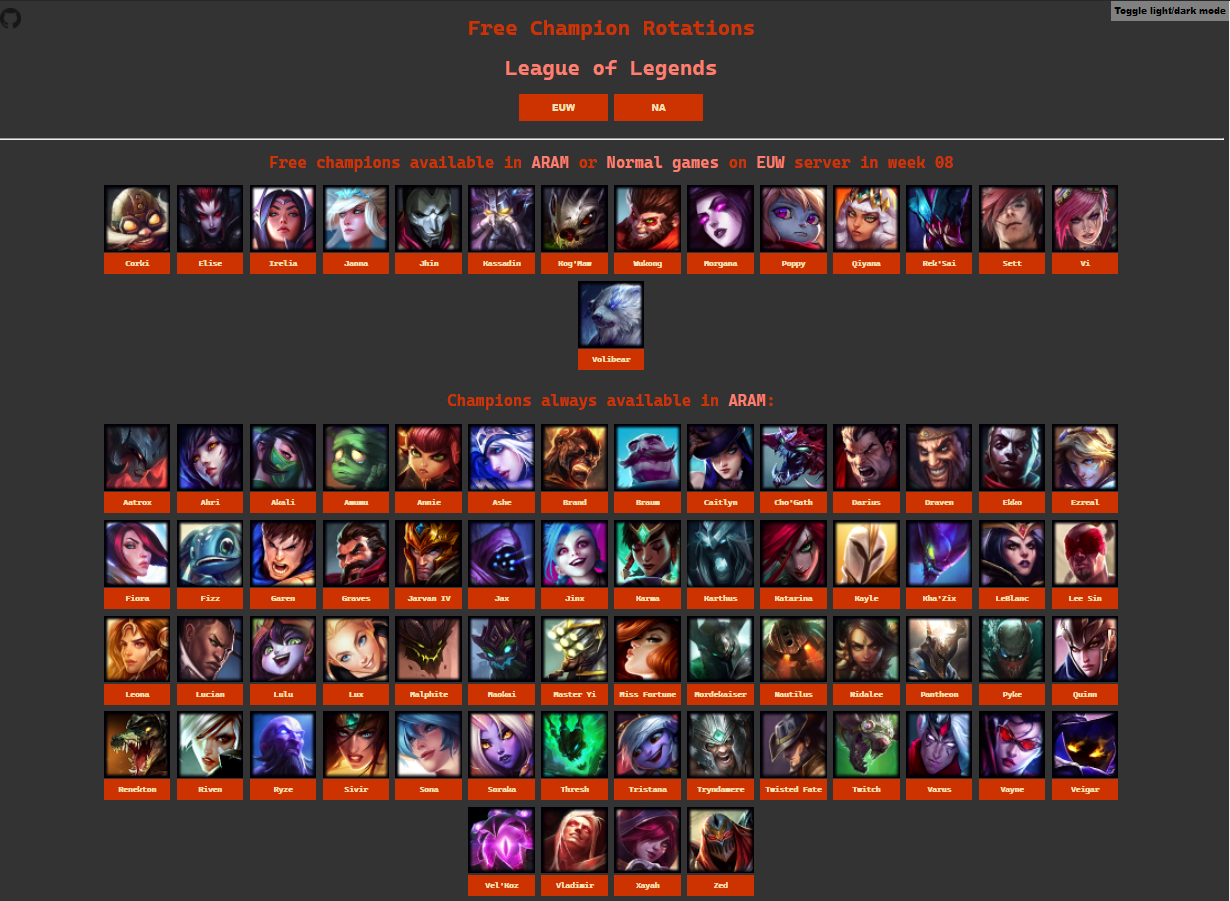 Toggle light/dark mode
Free Champion Rotations
League of Legends
EUW NA
Free champions available in ARAM or Normal games on EUW server in week 08
Corki Elise Irelia Janna Jhin Kassadin Kog'Maw Wukong Morgana Poppy Qiyana Rek'Sai Sett Vi
Volibear
Champions always available in ARAM:
Aatrox Ahri Akali Amumu Annie Ashe Brand Braum Caitlyn Cho'Gath Darius Draven Ekko Ezreal
Fiora Fizz Garen Graves Jarvan IV Jax Jinx Karma Karthus Katarina Kayle Kha'Zix LeBlanc Lee Sin
Leona Lucian Lulu Lux Malphite Maokai Master Yi Miss Fortune Mordekaiser Nautilus Nidalee Pantheon Pyke Quinn
Renekton Riven Ryze Sivir Sona Soraka Thresh Tristana Tryndamere Twisted Fate Twitch Varus Vayne Veigar
Vel'Koz Vladimir Xayah Zed